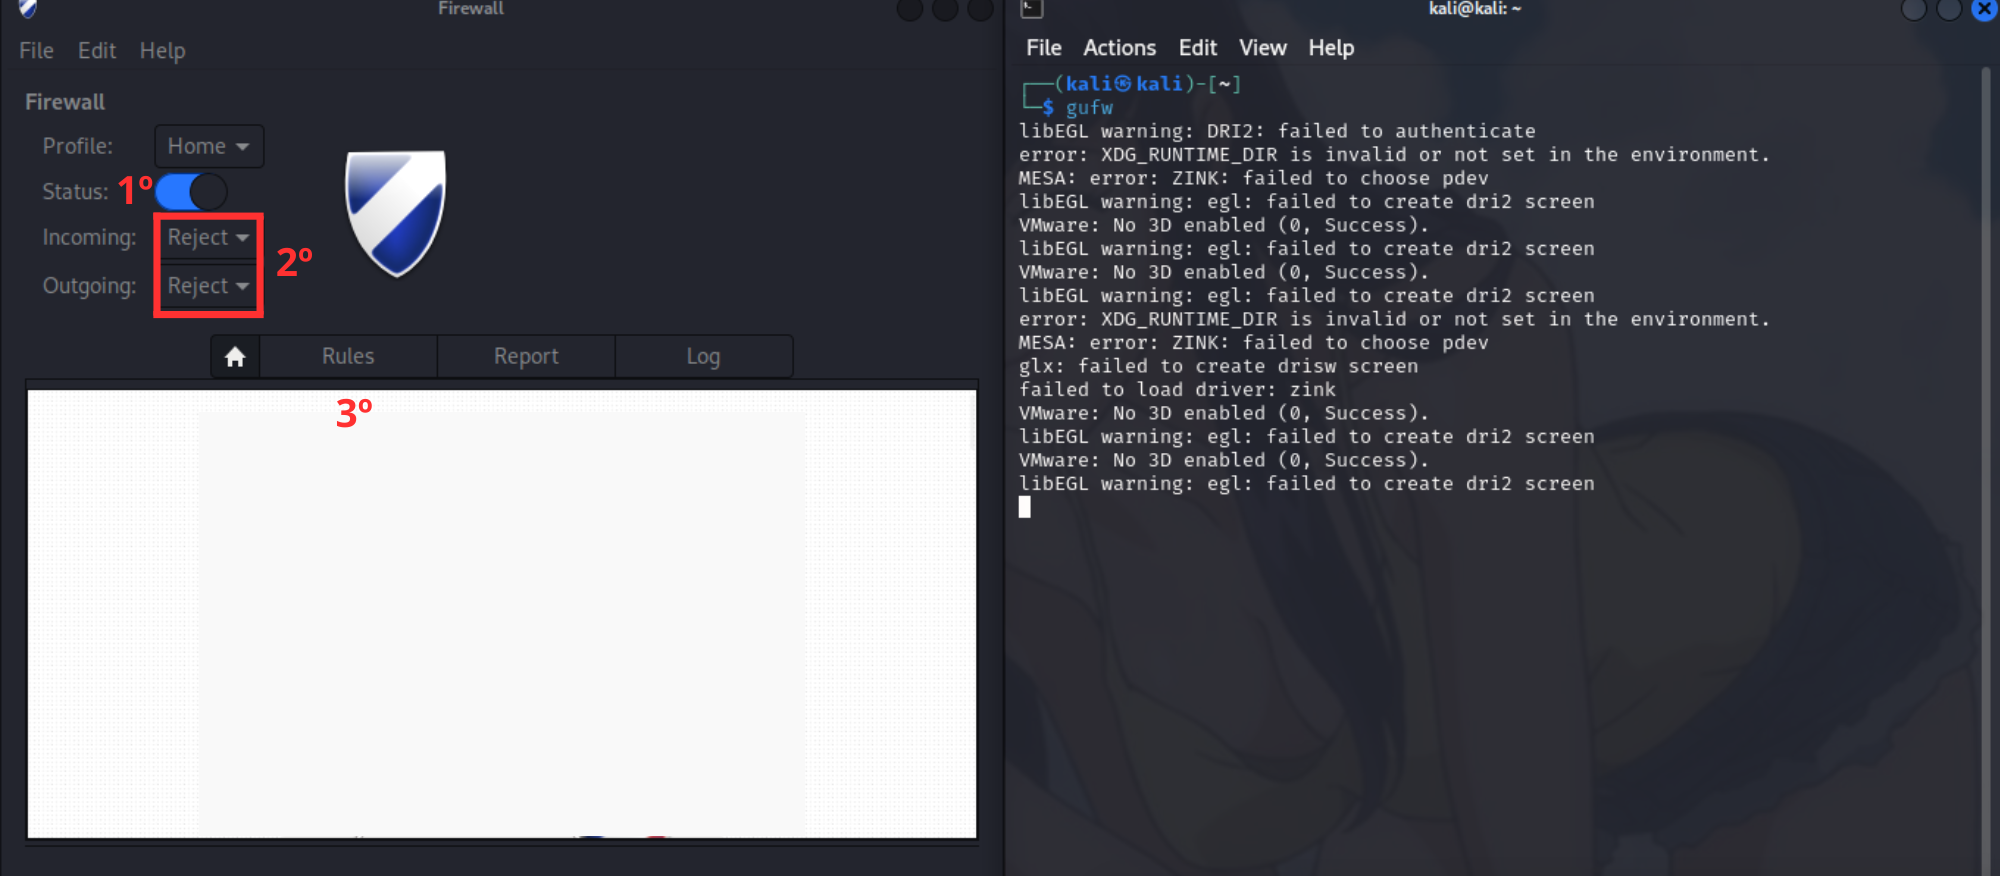 Firewall
File Edit Help
Firewall
Profile: Home
Status: 1º
Incoming: Reject
2º
Outgoing: Reject
Rules Report Log
3º
kali@kali: ~
File Actions Edit View Help
┌──(kali㉿kali)-[~]
└─$ gufw
libEGL warning: DRI2: failed to authenticate
error: XDG_RUNTIME_DIR is invalid or not set in the environment.
MESA: error: ZINK: failed to choose pdev
libEGL warning: egl: failed to create dri2 screen
VMware: No 3D enabled (0, Success).
libEGL warning: egl: failed to create dri2 screen
VMware: No 3D enabled (0, Success).
libEGL warning: egl: failed to create dri2 screen
error: XDG_RUNTIME_DIR is invalid or not set in the environment.
MESA: error: ZINK: failed to choose pdev
glx: failed to create drisw screen
failed to load driver: zink
VMware: No 3D enabled (0, Success).
libEGL warning: egl: failed to create dri2 screen
VMware: No 3D enabled (0, Success).
libEGL warning: egl: failed to create dri2 screen